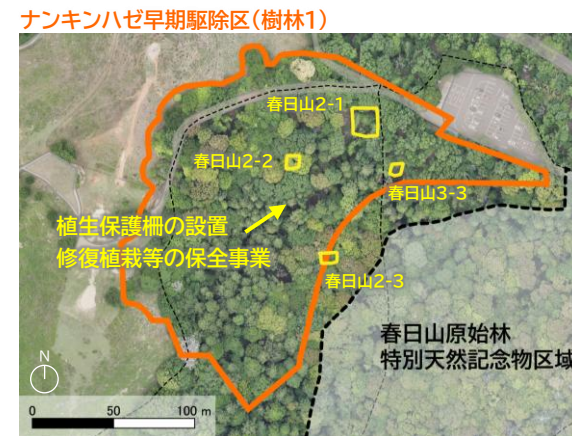 ナンキンハゼ早期駆除区（樹林1）
春日山2-1
春日山2-2
春日山3-3
植生保護柵の設置
修復植栽等の保全事業
春日山2-3
春日山原始林
特別天然記念物区域
N
0 50 100 m